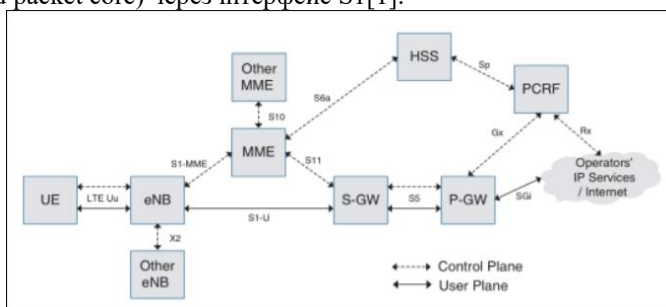 packet core) через інтерфейс S1[1].
HSS
Other
MME
Sp
PCRF
S6a
S10
MME
Gx
Rx
S1-MME
S11
Operators'
IP Services
/ Internet
UE
LTE Uu
eNB
S1-U
S-GW
S5
P-GW
SGi
X2
Other
eNB
Control Plane
User Plane